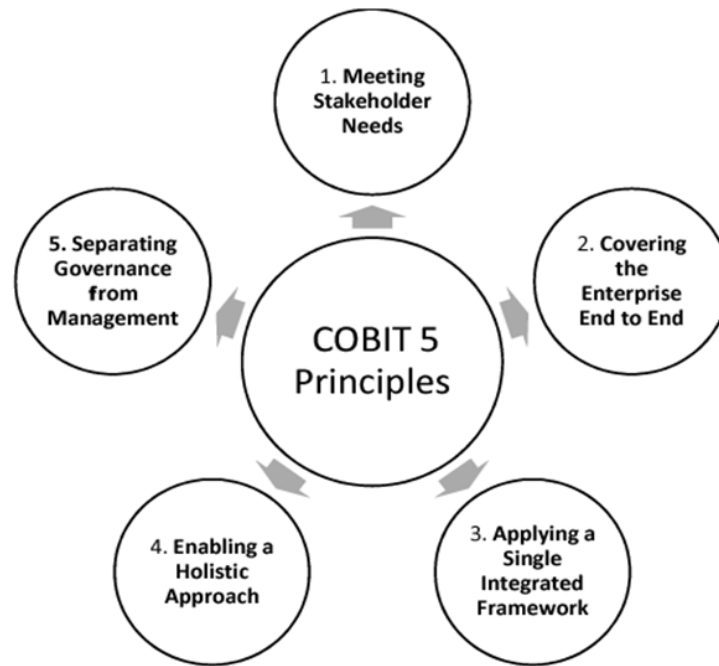 1. Meeting
Stakeholder
Needs
2. Covering
the
Enterprise
End to End
3. Applying a
Single
Integrated
Framework
4. Enabling a
Holistic
Approach
5. Separating
Governance
from
Management
COBIT 5
Principles